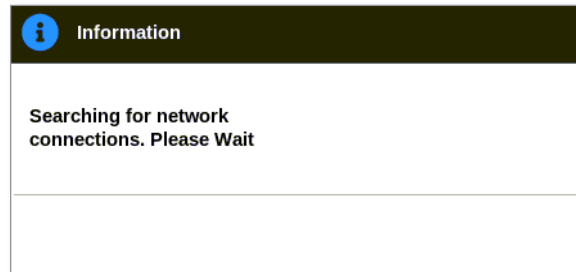 Information
Searching for network
connections. Please Wait